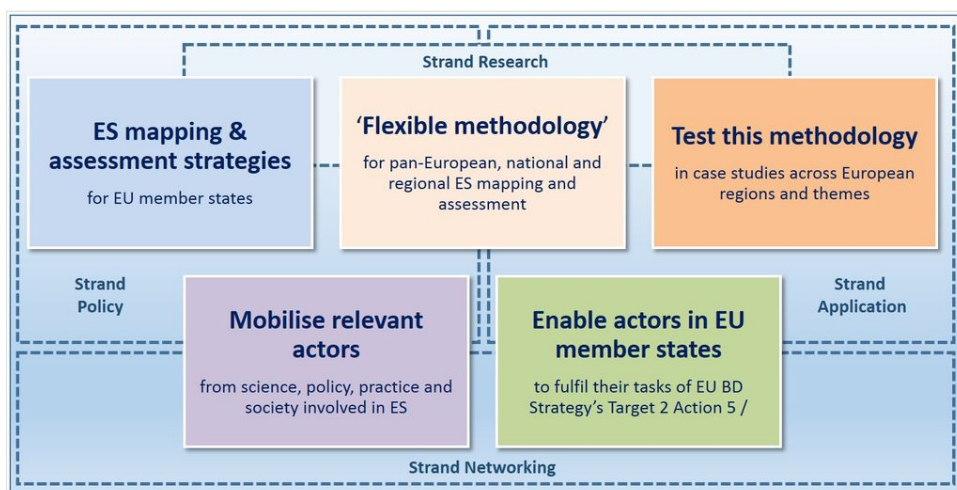 Strand Research
ES mapping &
assessment strategies
for EU member states
‘Flexible methodology’
for pan-European, national and
regional ES mapping and
assessment
Test this methodology
in case studies across European
regions and themes
Strand
Policy
Strand
Application
Mobilise relevant
actors
from science, policy, practice and
society involved in ES
Enable actors in EU
member states
to fulfil their tasks of EU BD
Strategy’s Target 2 Action 5 /
Strand Networking